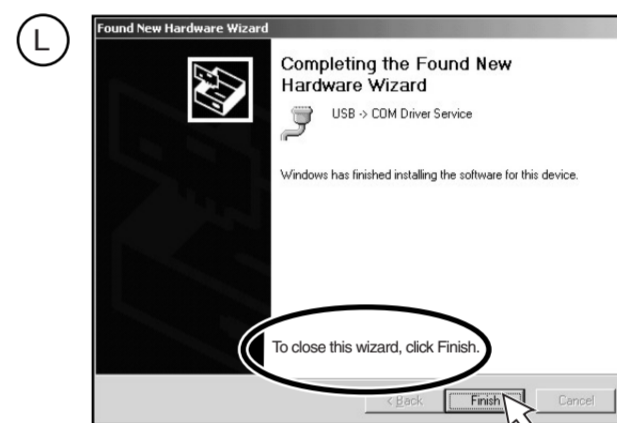 L
Found New Hardware Wizard
Completing the Found New
Hardware Wizard
USB -> COM Driver Service
Windows has finished installing the software for this device.
To close this wizard, click Finish.
< Back
Finish
Cancel